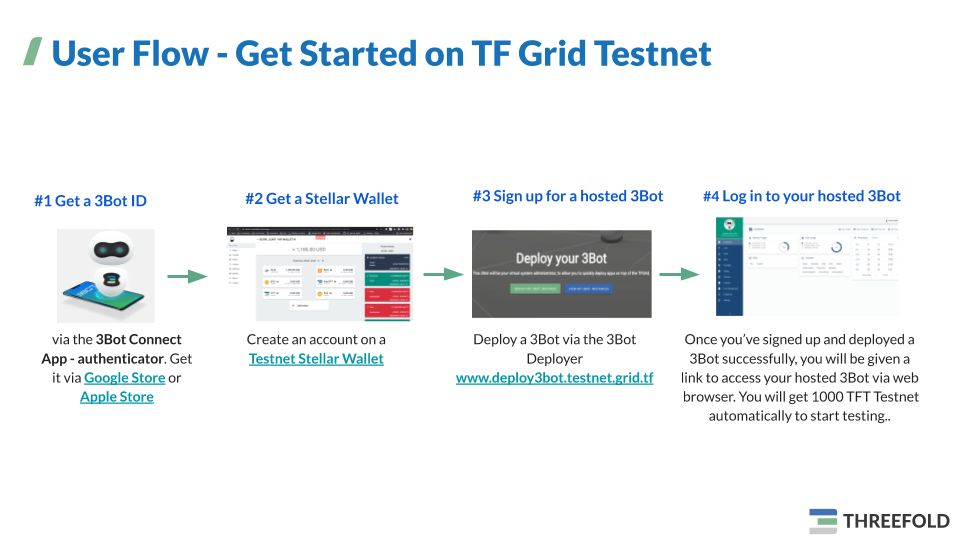 User Flow - Get Started on TF Grid Testnet
#1 Get a 3Bot ID
via the 3Bot Connect
App - authenticator. Get
it via Google Store or
Apple Store
#2 Get a Stellar Wallet
Create an account on a
Testnet Stellar Wallet
#3 Sign up for a hosted 3Bot
Deploy your 3Bot
Deploy a 3Bot via the 3Bot
Deployer
www.deploy3bot.testnet.grid.tf
#4 Log in to your hosted 3Bot
Once you’ve signed up and deployed a
3Bot successfully, you will be given a
link to access your hosted 3Bot via web
browser. You will get 1000 TFT Testnet
automatically to start testing..
THREEFOLD